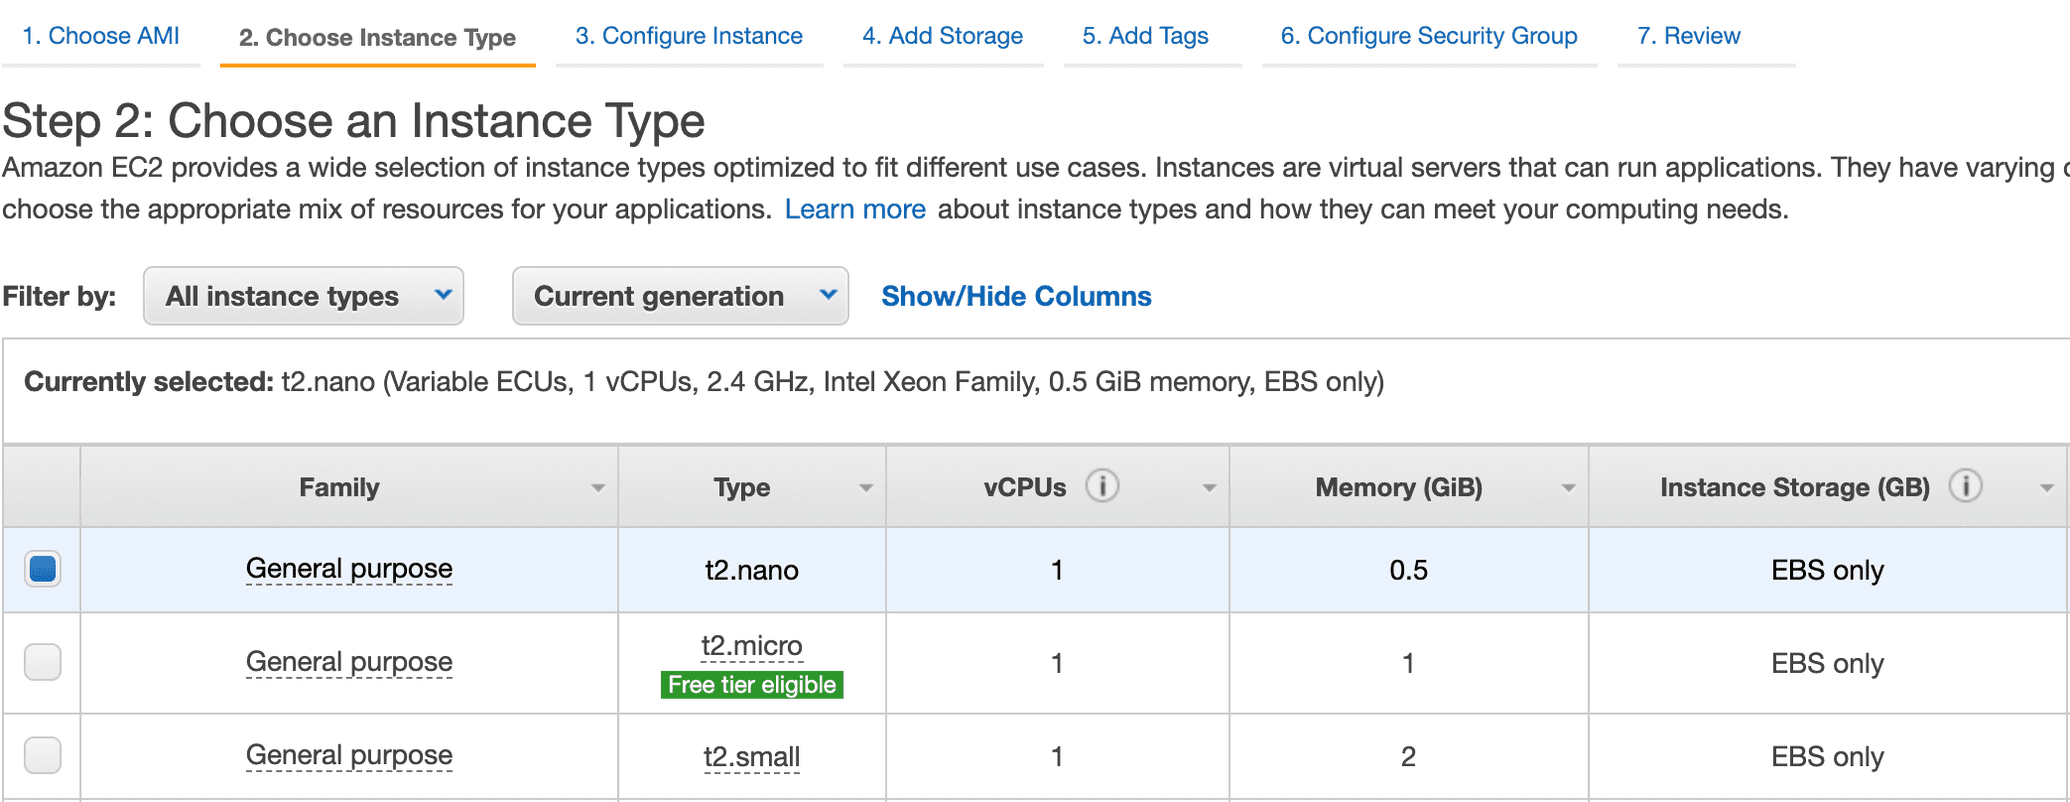 1. Choose AMI 2. Choose Instance Type 3. Configure Instance 4. Add Storage 5. Add Tags 6. Configure Security Group 7. Review
Step 2: Choose an Instance Type
Amazon EC2 provides a wide selection of instance types optimized to fit different use cases. Instances are virtual servers that can run applications. They have varying
choose the appropriate mix of resources for your applications. Learn more about instance types and how they can meet your computing needs.
Filter by: All instance types Current generation Show/Hide Columns
Currently selected: t2.nano (Variable ECUs, 1 vCPUs, 2.4 GHz, Intel Xeon Family, 0.5 GiB memory, EBS only)
Family Type vCPUs i Memory (GiB) Instance Storage (GB) i
General purpose t2.nano 1 0.5 EBS only
General purpose t2.micro 1 1 EBS only
Free tier eligible
General purpose t2.small 1 2 EBS only